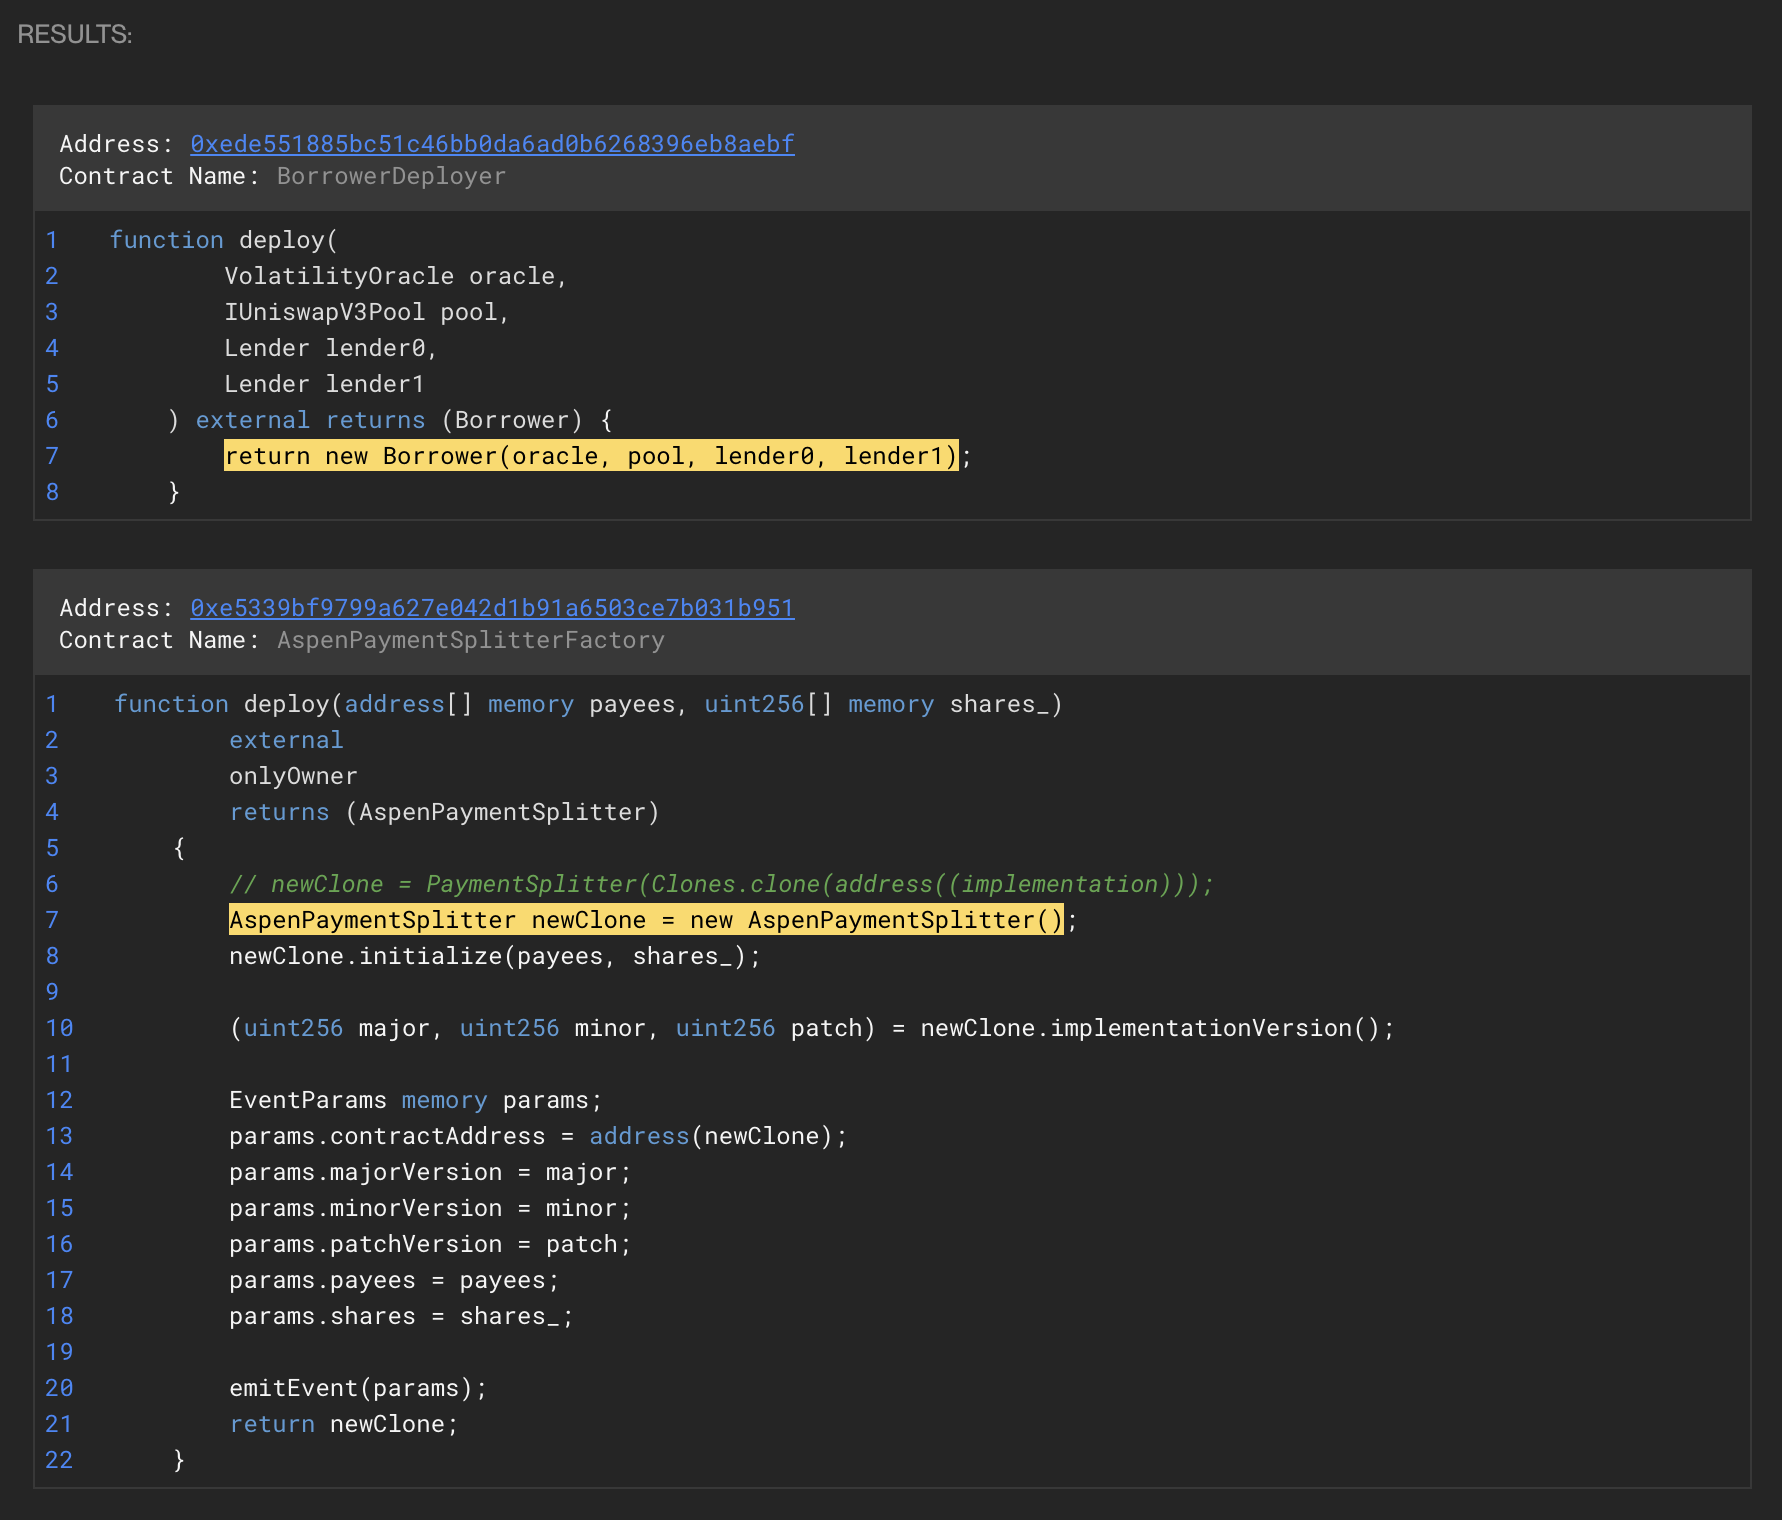 RESULTS:
Address: 0xede551885bc51c46bb0da6ad0b6268396eb8aebf
Contract Name: BorrowerDeployer
1 function deploy(
2 VolatilityOracle oracle,
3 IUniswapV3Pool pool,
4 Lender lender0,
5 Lender lender1
6 ) external returns (Borrower) {
7 return new Borrower(oracle, pool, lender0, lender1);
8 }
Address: 0xe5339bf9799a627e042d1b91a6503ce7b031b951
Contract Name: AspenPaymentSplitterFactory
1 function deploy(address[] memory payees, uint256[] memory shares_)
2 external
3 onlyOwner
4 returns (AspenPaymentSplitter)
5 {
6 // newClone = PaymentSplitter(Clones.clone(address((implementation)));
7 AspenPaymentSplitter newClone = new AspenPaymentSplitter();
8 newClone.initialize(payees, shares_);
9
10 (uint256 major, uint256 minor, uint256 patch) = newClone.implementationVersion();
11
12 EventParams memory params;
13 params.contractAddress = address(newClone);
14 params.majorVersion = major;
15 params.minorVersion = minor;
16 params.patchVersion = patch;
17 params.payees = payees;
18 params.shares = shares_;
19
20 emitEvent(params);
21 return newClone;
22 }